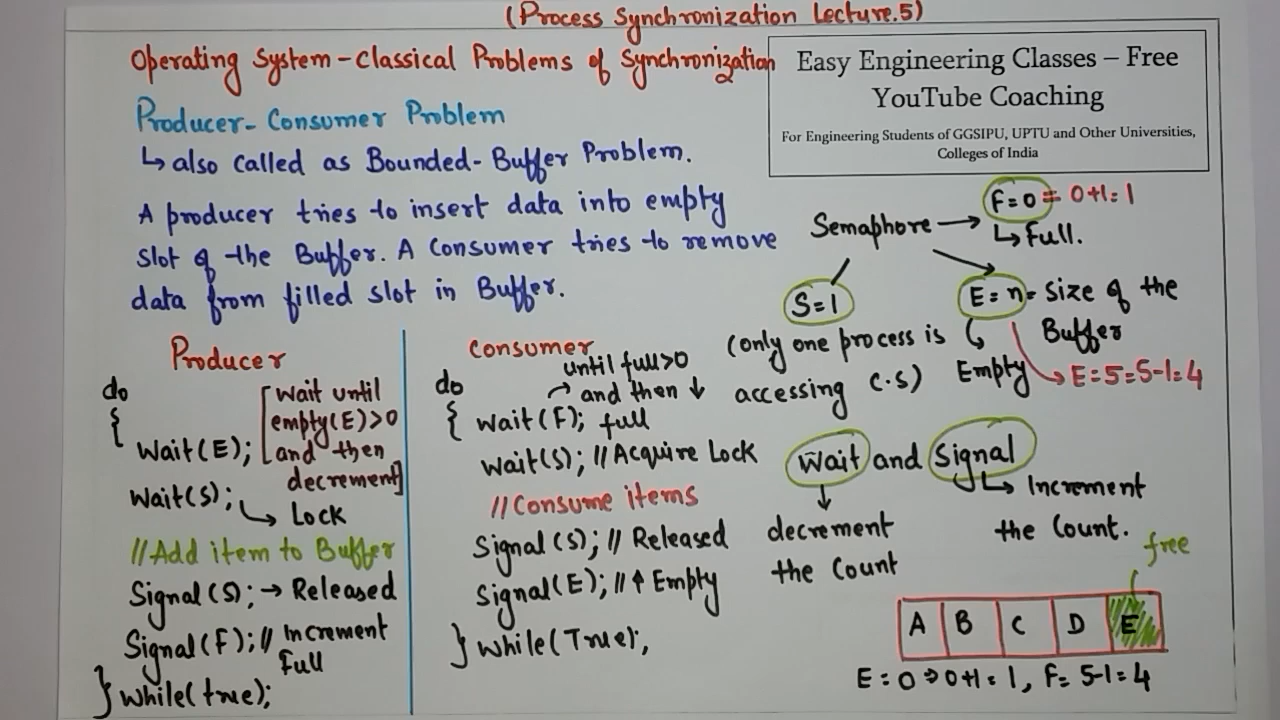 (Process Synchronization Lecture.5)
Operating System - Classical Problems of Synchronization
Easy Engineering Classes – Free
YouTube Coaching
For Engineering Students of GGSIPU, UPTU and Other Universities,
Colleges of India
Producer- Consumer Problem
↳ also called as Bounded-Buffer Problem.
A producer tries to insert data into empty
slot of the Buffer. A Consumer tries to remove
data from filled slot in Buffer.
Semaphore → F=0 = 0+1=1
↳ Full.
S=1
(only one process is
accessing C.S)
E=n = Size of the
Buffer
Empty
E=5=5-1=4
Producer
do
{
Wait(E);
[Wait until
empty(E)>0
and then
decrement]
Wait(S);
↳ Lock
//Add item to Buffer
Signal(S); → Released
Signal(F); // Increment
Full
} while(true);
Consumer
do
{
until full>0
and then ↓
Wait(F); full
Wait(S); // Acquire Lock
//Consume items
Signal(S); // Released
Signal(E); // ↑ Empty
} while(True);
Wait and Signal
↳ Increment
the Count.
decrement
the Count
free
A B C D E
E=0 ⇒ 0+1=1, F= 5-1=4